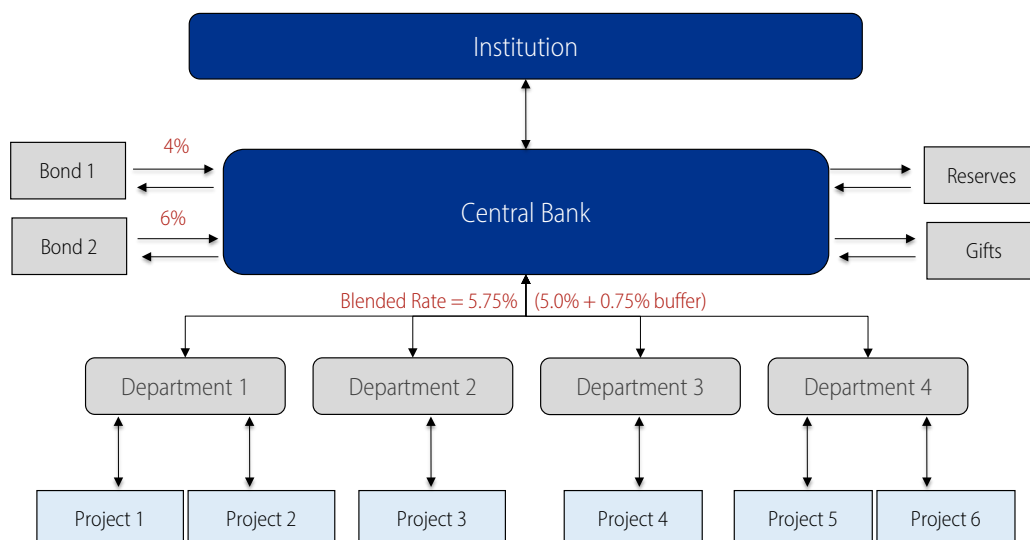 Institution
4%
Bond 1
Reserves
Central Bank
6%
Bond 2
Gifts
Blended Rate = 5.75% (5.0% + 0.75% buffer)
Department 1
Department 2
Department 3
Department 4
Project 1
Project 2
Project 3
Project 4
Project 5
Project 6